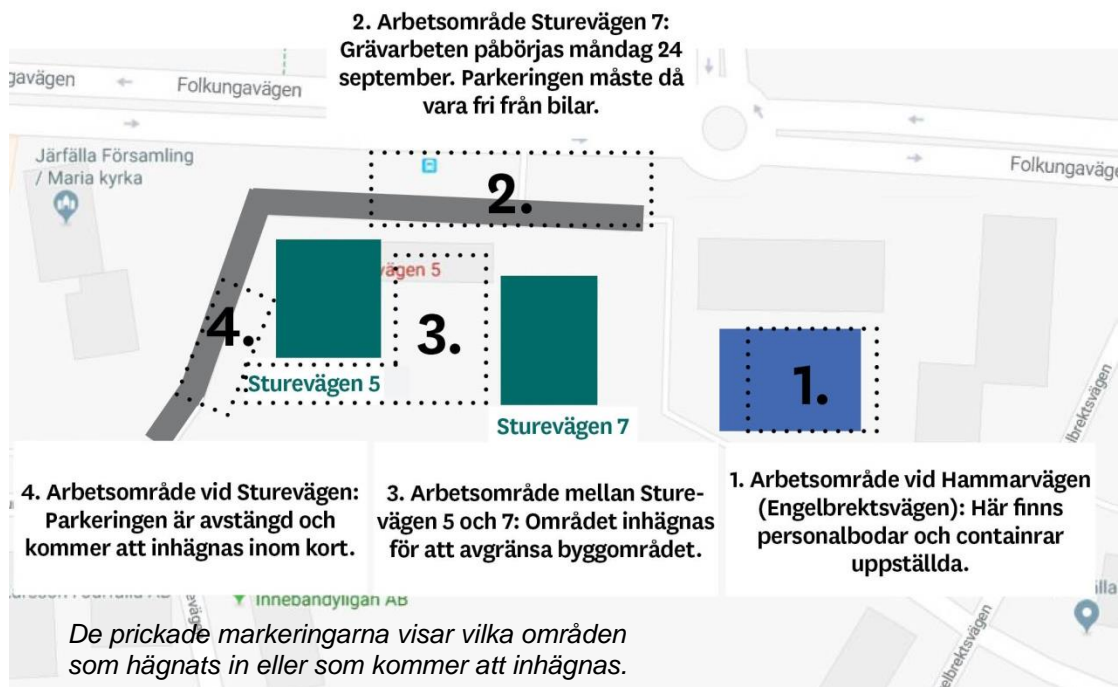 2. Arbetsområde Sturevägen 7:
Grävarbeten påbörjas måndag 24
september. Parkeringen måste då
vara fri från bilar.
gavägen
Folkungavägen
Järfälla Församling
/ Maria kyrka
Folkungaväge
2.
vägen 5
4.
3.
1.
Sturevägen 5
Sturevägen 7
lbrektsvägen
4. Arbetsområde vid Sturevägen:
Parkeringen är avstängd och
kommer att inhägnas inom kort.
3. Arbetsområde mellan Sture-
vägen 5 och 7: Området inhägnas
för att avgränsa byggområdet.
1. Arbetsområde vid Hammarvägen
(Engelbrektsvägen): Här finns
personalbodar och containrar
uppställda.
Innebandyligan AB
illa
elbrektsvägen
De prickade markeringarna visar vilka områden
som hägnats in eller som kommer att inhägnas.